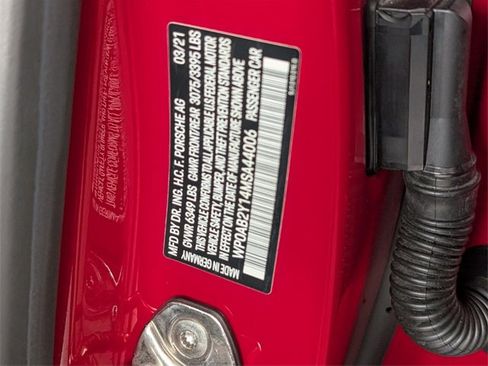 MFD BY DR. ING. H.C. F. PORSCHE AG 03/21
GVWR 6349 LBS GAWR FRONT/REAR 3075/3395 LBS
THIS VEHICLE CONFORMS TO ALL APPLICABLE U.S. FEDERAL MOTOR
VEHICLE SAFETY, BUMPER, AND THEFT PREVENTION STANDARDS
IN EFFECT ON THE DATE OF MANUFACTURE SHOWN ABOVE
WP0AB2Y14MSA44006 PASSENGER CAR
MADE IN GERMANY